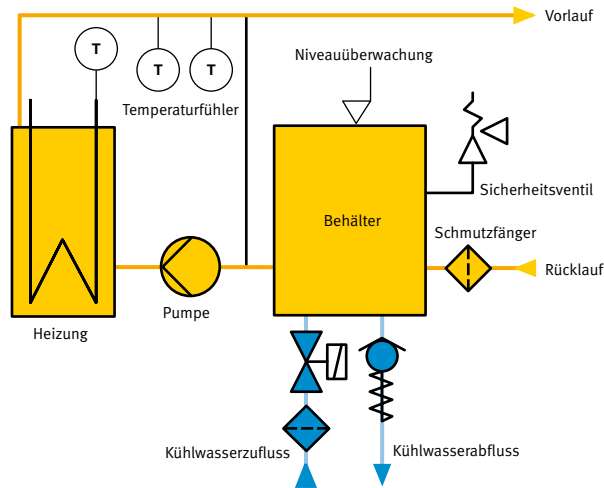 Vorlauf
T
T
T
Niveauüberwachung
Temperaturfühler
Sicherheitsventil
Behälter
Schmutzfänger
Rücklauf
Pumpe
Heizung
Kühlwasserzufluss
Kühlwasserabfluss